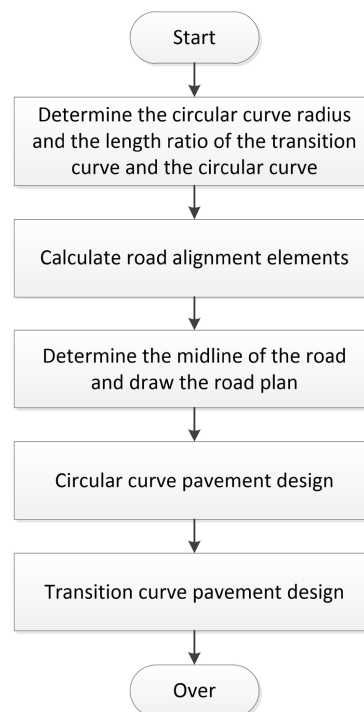 Start
Determine the circular curve radius
and the length ratio of the transition
curve and the circular curve
Calculate road alignment elements
Determine the midline of the road
and draw the road plan
Circular curve pavement design
Transition curve pavement design
Over